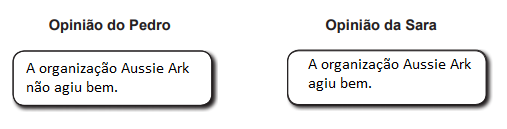 Opinião do Pedro
A organização Aussie Ark
não agiu bem.
Opinião da Sara
A organização Aussie Ark
agiu bem.